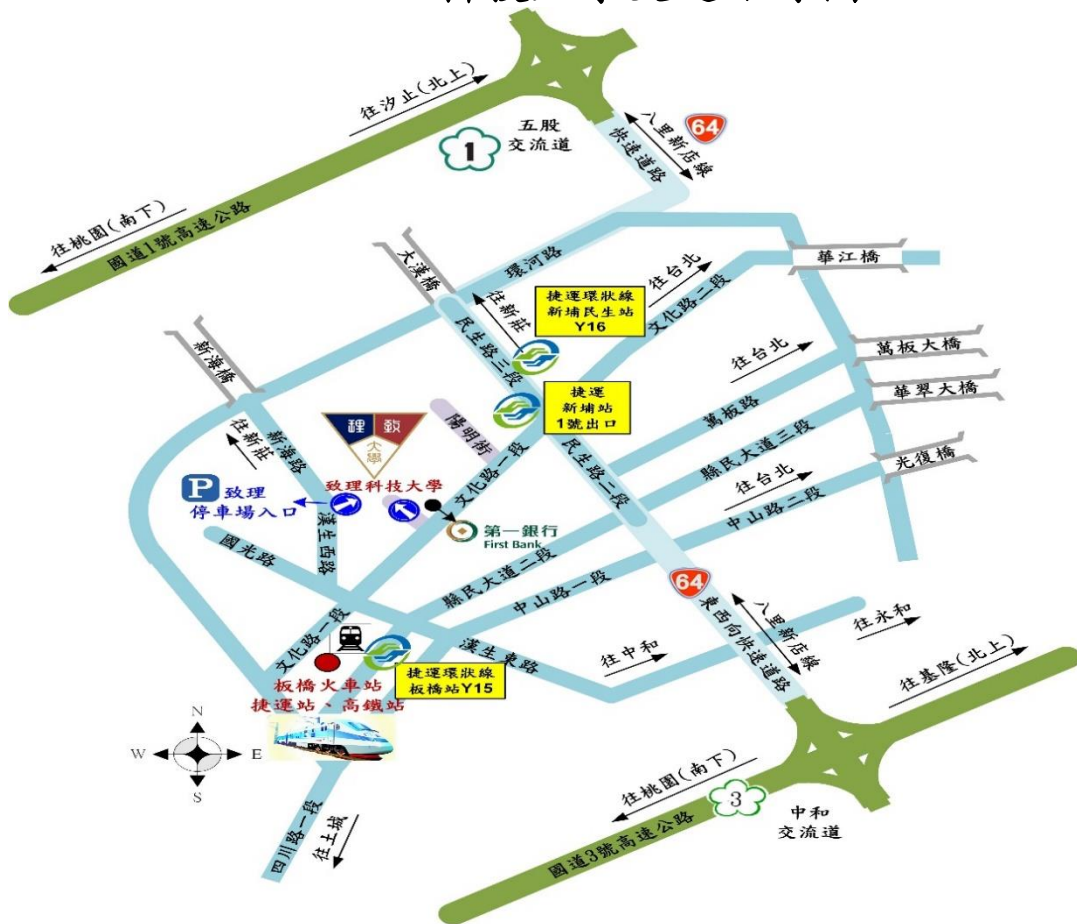 往汐止(北上)
五股
交流道
1
64
八里新店線
快速道路
往桃園(南下)
國道1號高速公路
大漢橋
環河路
往台北
文化路二段
華江橋
往新莊
捷運環狀線
新埔民生站
Y16
民生路三段
新海橋
往台北
萬板大橋
捷運
新埔站
1號出口
華翠大橋
萬板路
陽明街
理 致
大學
往新莊
新海路
縣民大道三段
光復橋
文化路一段
民生路二段
往台北
致理科技大學
P 致理
停車場入口
中山路二段
第一銀行
First Bank
漢生西路
國光路
縣民大道二段
中山路一段
64
東西向快速道路
八里新店線
往永和
文化路一段
漢生東路
往中和
捷運環狀線
板橋站Y15
板橋火車站
捷運站、高鐵站
往基隆(北上)
N
W E
S
往桃園(南下)
3
中和
交流道
國道3號高速公路
四川路一段
往土城